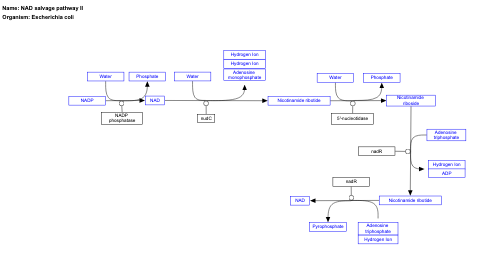 Name: NAD salvage pathway II
Organism: Escherichia coli
Hydrogen Ion
Hydrogen Ion
Adenosine
monophosphate
Water
Phosphate
Water
Water
Phosphate
NADP
NAD
Nicotinamide ribotide
Nicotinamide
riboside
NADP
phosphatase
nudC
5'-nucleotidase
Adenosine
triphosphate
nadR
Hydrogen Ion
ADP
nadR
NAD
Nicotinamide ribotide
Pyrophosphate
Adenosine
triphosphate
Hydrogen Ion